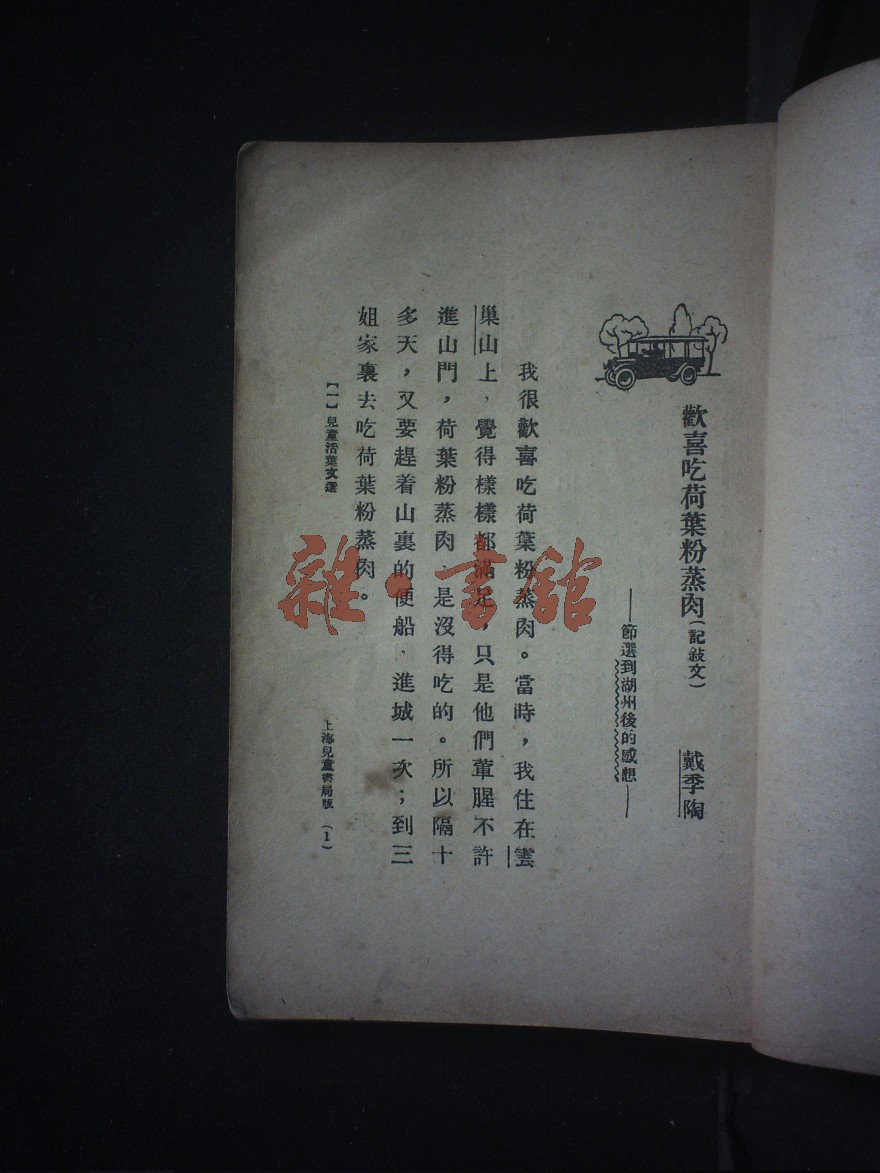 歡喜吃荷葉粉蒸肉(記敍文)
戴季陶
——節選到湖州後的感想——
我很歡喜吃荷葉粉蒸肉。當時，我住在雲
巢山上，覺得樣樣都滿足，只是他們葷腥不許
進山門，荷葉粉蒸肉、是沒得吃的。所以隔十
多天，又要趕着山裏的便船、進城一次；到三
姐家裏去吃荷葉粉蒸肉。
【一】兒童活葉文選
上海兒童書局版
(1)
雜·書館